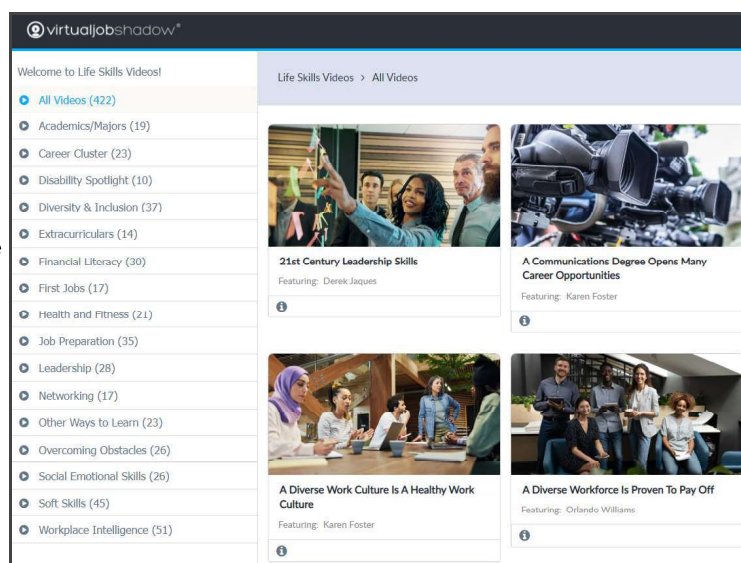 virtualjobshadow®
Welcome to Life Skills Videos!
All Videos (422)
Academics/Majors (19)
Career Cluster (23)
Disability Spotlight (10)
Diversity & Inclusion (37)
Extracurriculars (14)
Financial Literacy (30)
First Jobs (17)
Health and Fitness (21)
Job Preparation (35)
Leadership (28)
Networking (17)
Other Ways to Learn (23)
Overcoming Obstacles (26)
Social Emotional Skills (26)
Soft Skills (45)
Workplace Intelligence (51)
Life Skills Videos > All Videos
21st Century Leadership Skills
Featuring: Derek Jaques
A Communications Degree Opens Many
Career Opportunities
Featuring: Karen Foster
A Diverse Work Culture Is A Healthy Work
Culture
Featuring: Karen Foster
A Diverse Workforce Is Proven To Pay Off
Featuring: Orlando Williams